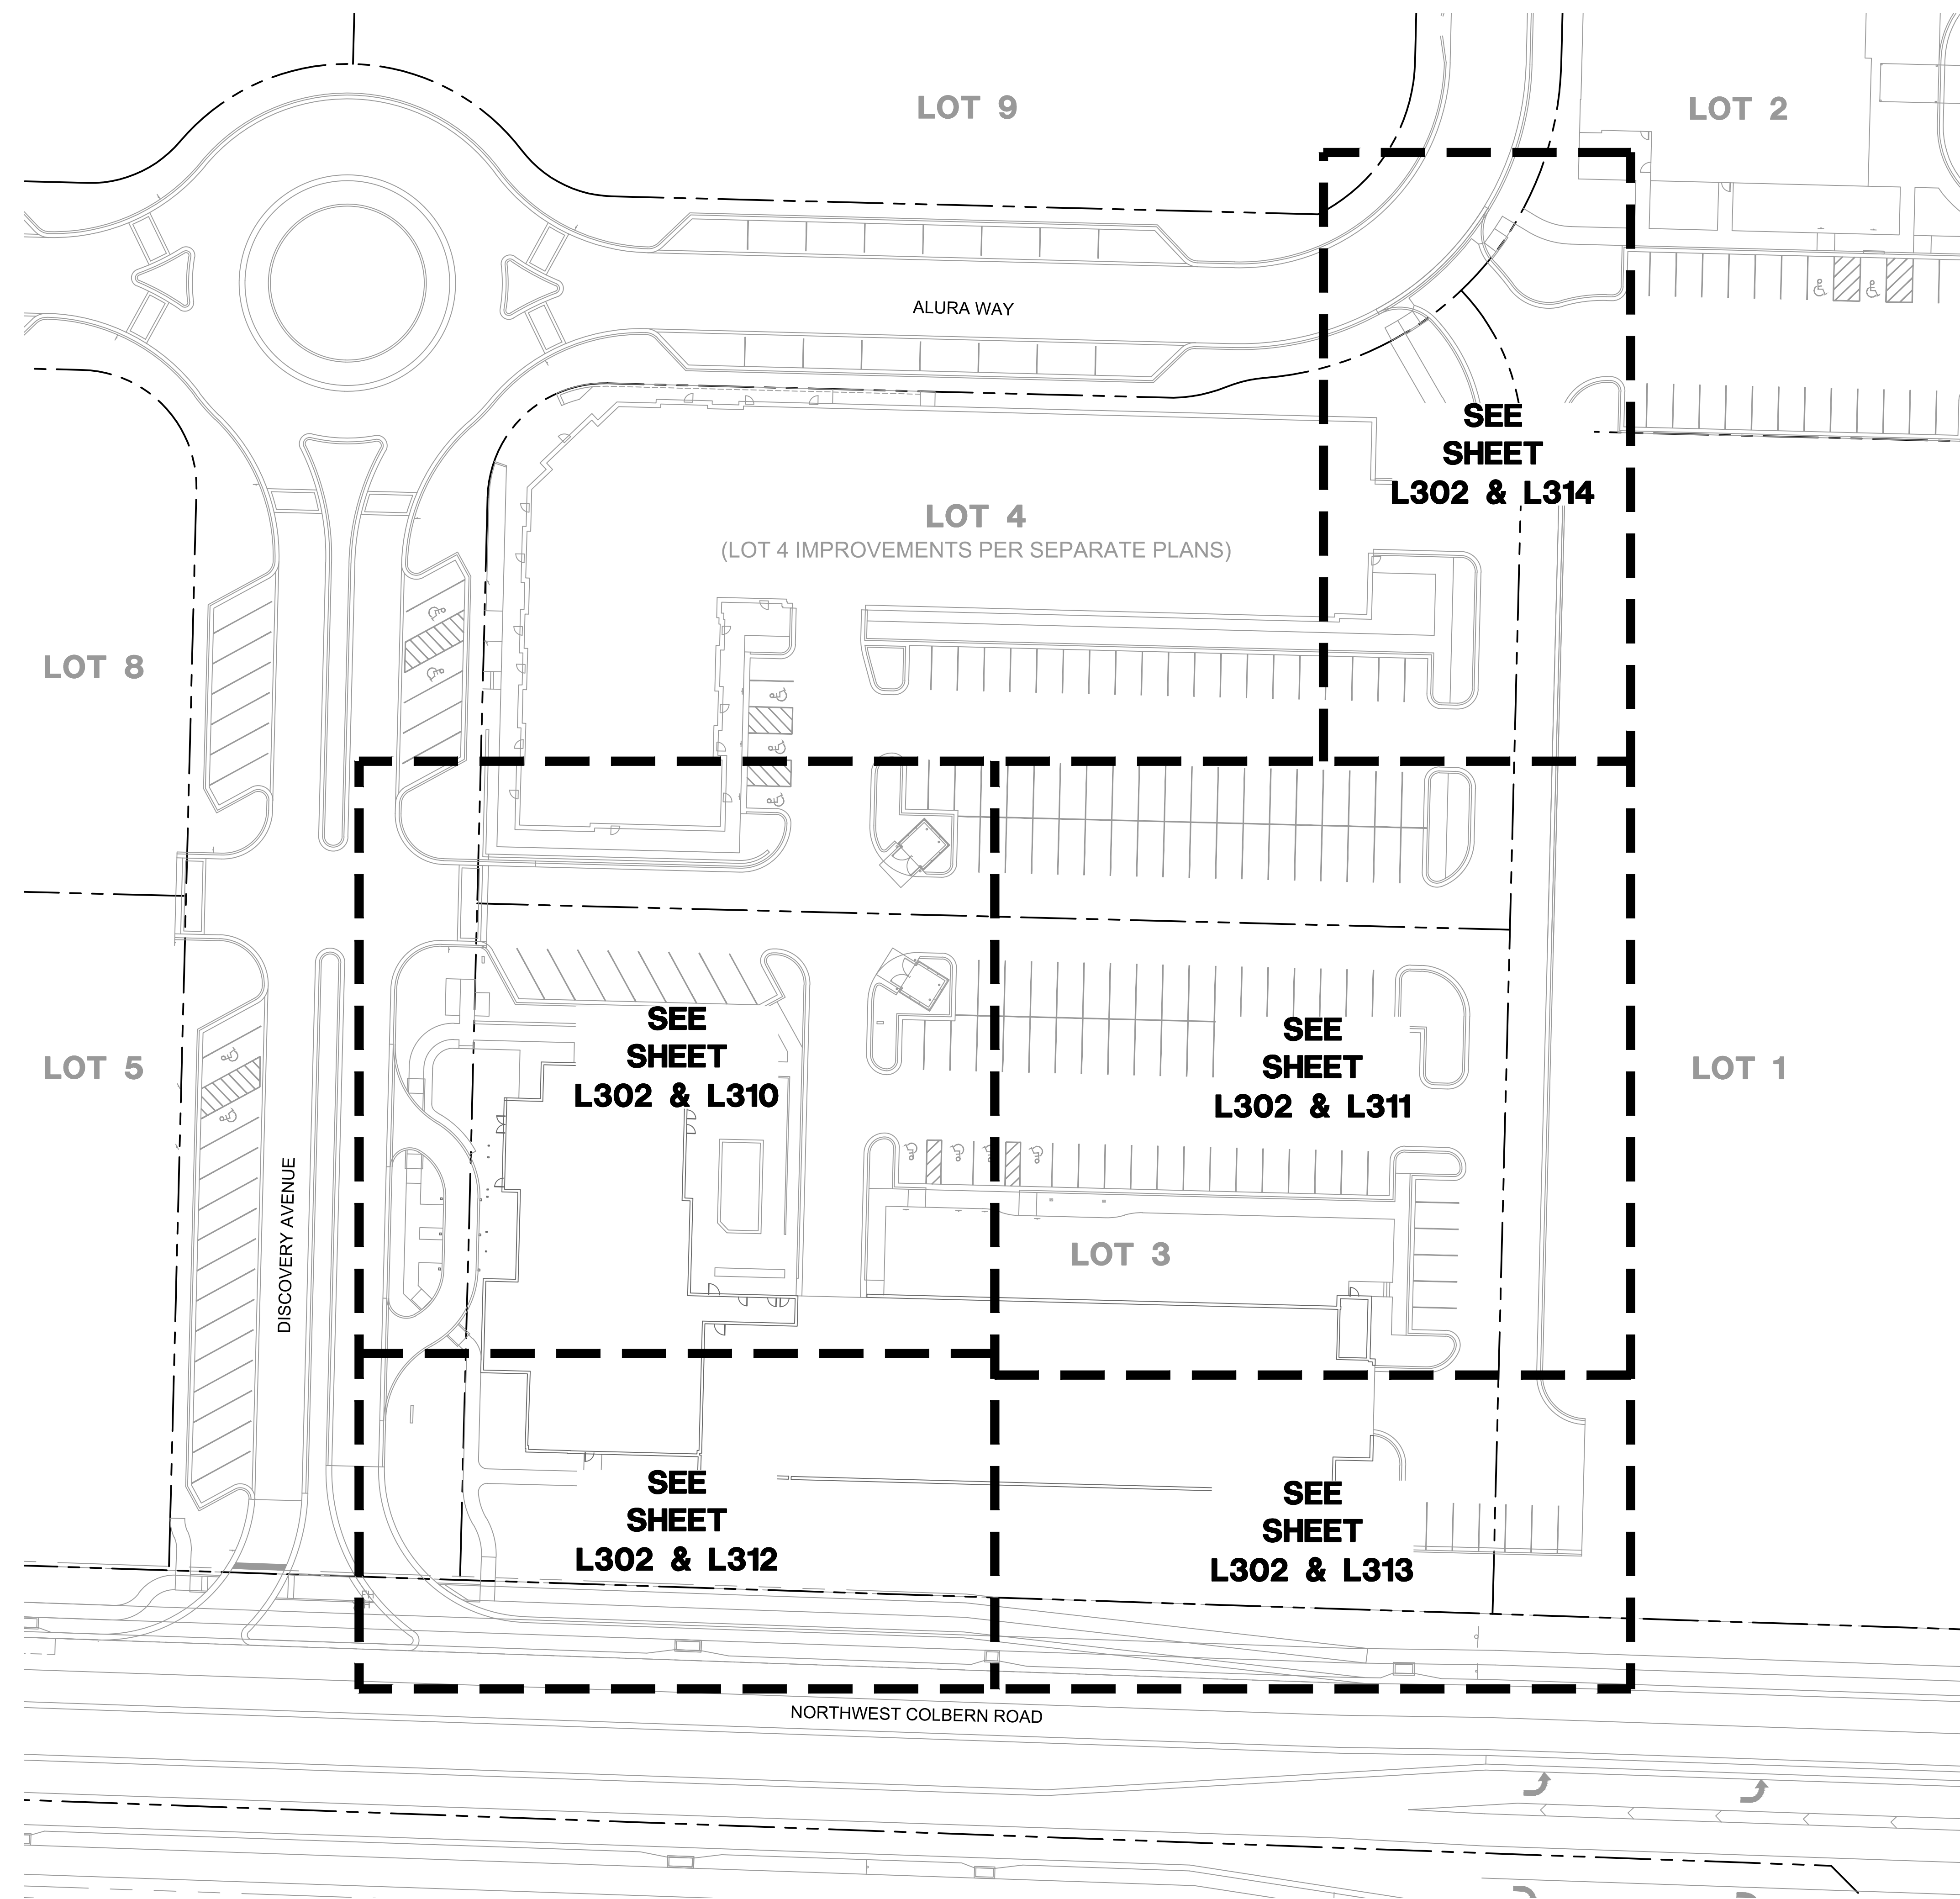 LOT 9
LOT 2
ALURA WAY
SEE
SHEET
L302 & L314
LOT 4
(LOT 4 IMPROVEMENTS PER SEPARATE PLANS)
LOT 8
SEE
SHEET
L302 & L310
SEE
SHEET
L302 & L311
LOT 5
LOT 1
DISCOVERY AVENUE
LOT 3
SEE
SHEET
L302 & L312
SEE
SHEET
L302 & L313
NORTHWEST COLBERN ROAD